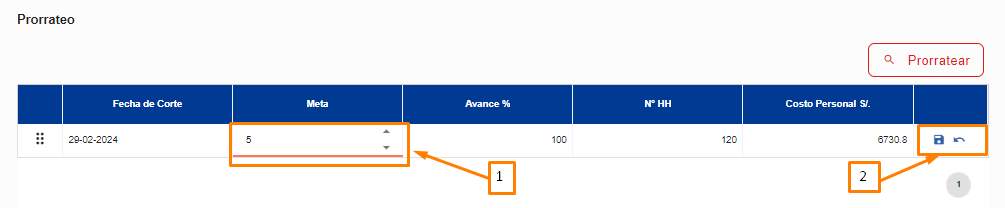 Prorrateo
Prorratear
Fecha de Corte Meta Avance % N° HH Costo Personal S/.
29-02-2024 5 100 120 6730.8
1 2
1